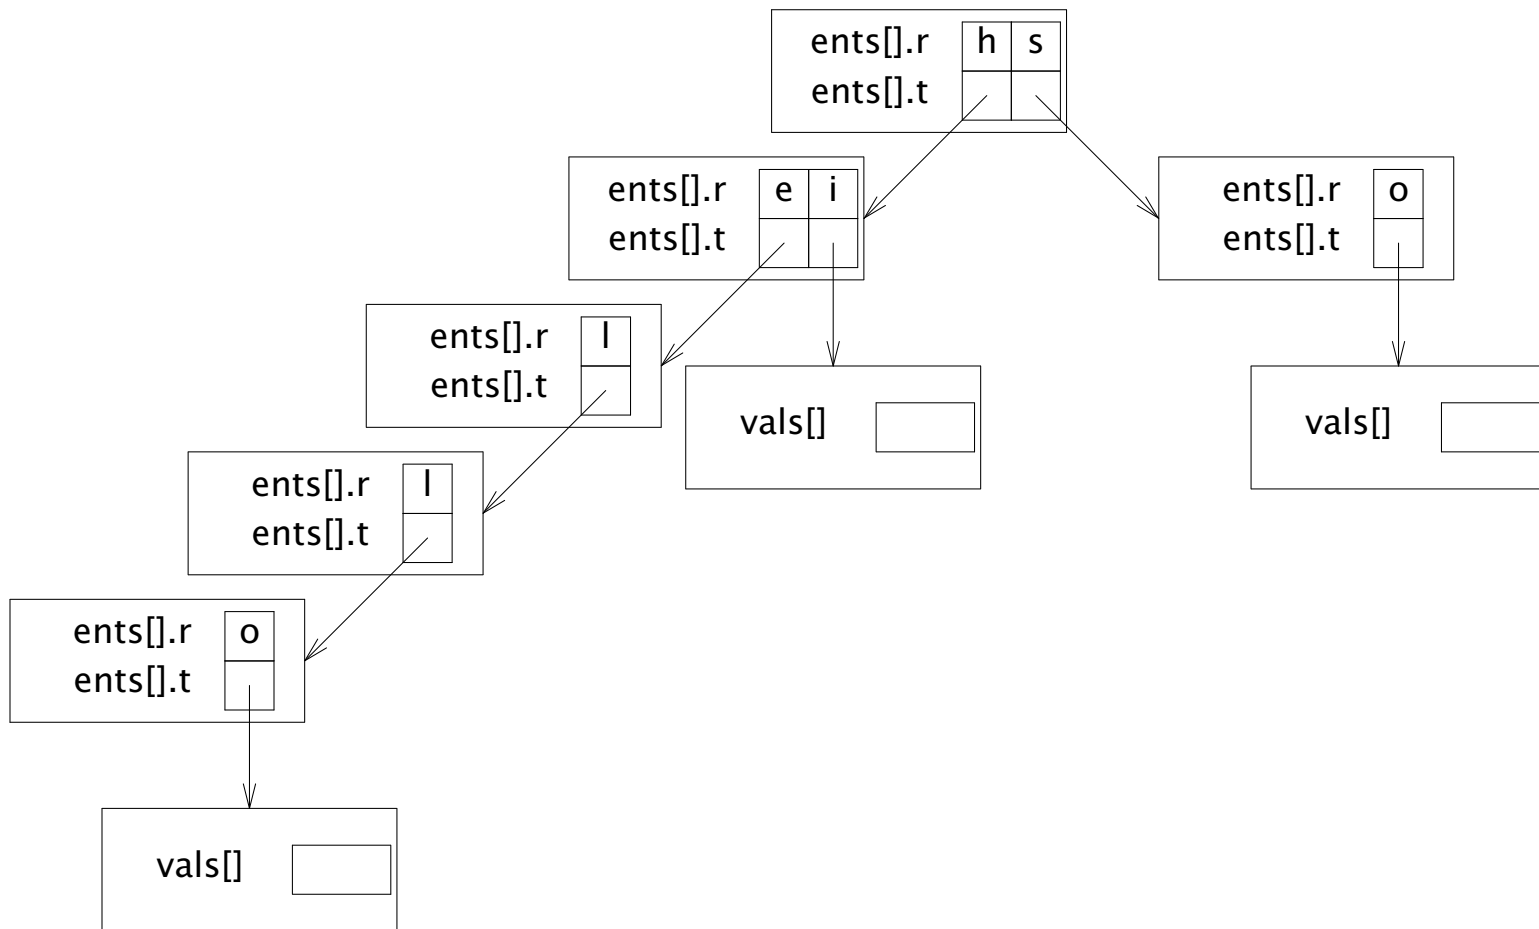 ents[].r h s
ents[].t
ents[].r e i
ents[].t
ents[].r o
ents[].t
ents[].r l
ents[].t
vals[]
vals[]
ents[].r l
ents[].t
ents[].r o
ents[].t
vals[]